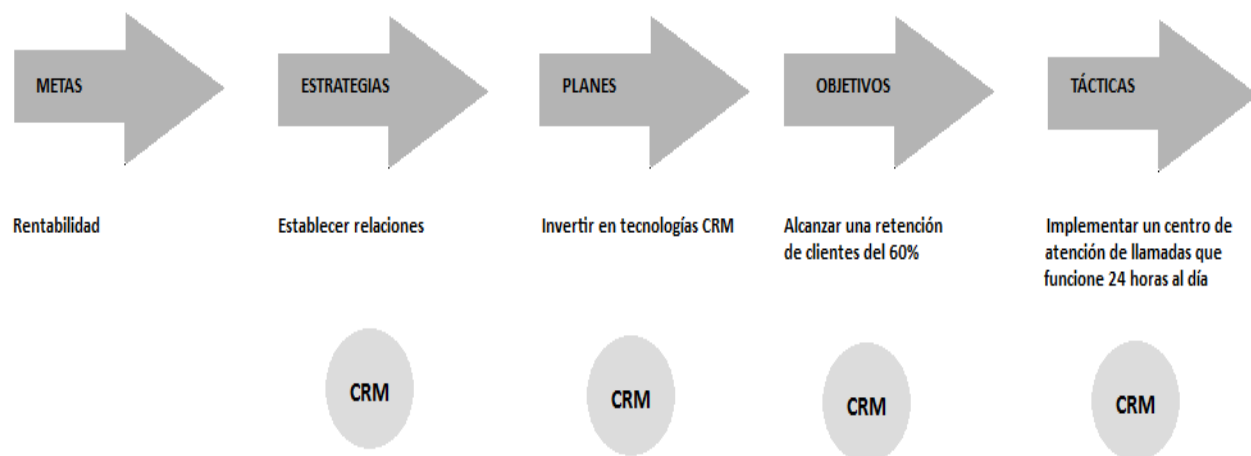 METAS
ESTRATEGIAS
PLANES
OBJETIVOS
TÁCTICAS
Rentabilidad
Establecer relaciones
Invertir en tecnologías CRM
Alcanzar una retención
de clientes del 60%
Implementar un centro de
atención de llamadas que
funcione 24 horas al día
CRM
CRM
CRM
CRM